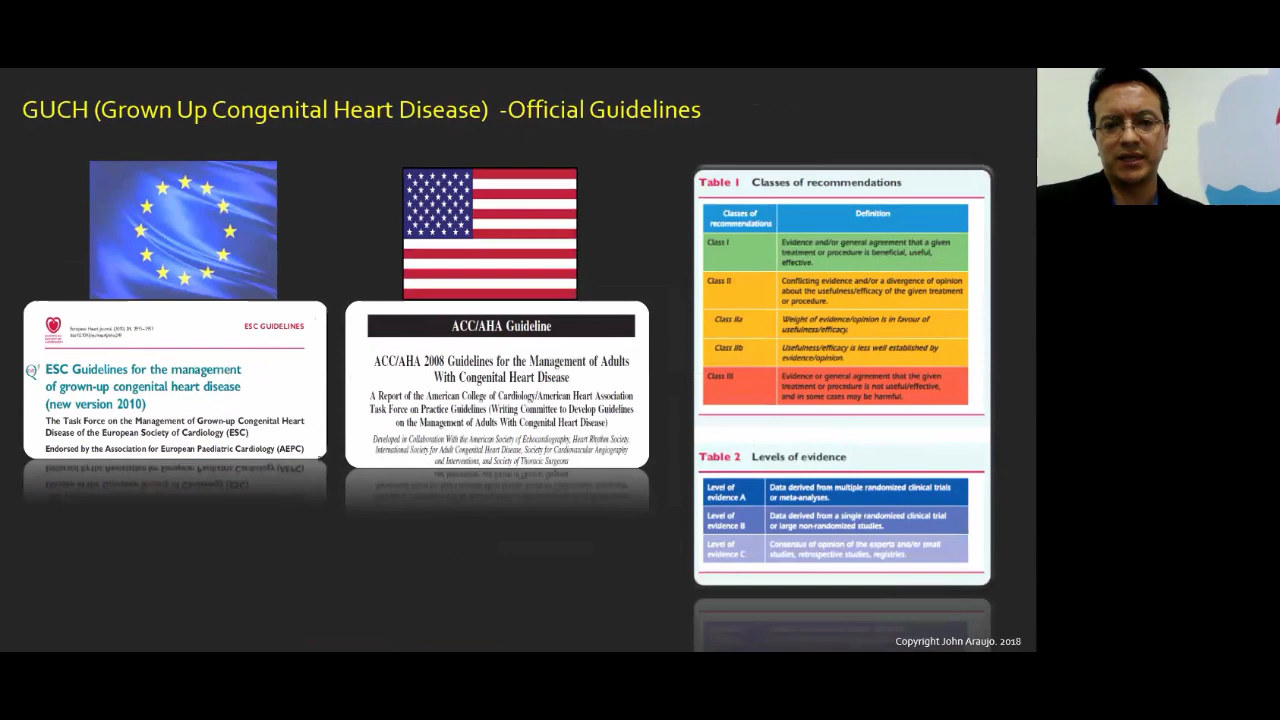 GUCH (Grown Up Congenital Heart Disease) -Official Guidelines
ESC GUIDELINES
ESC Guidelines for the management
of grown-up congenital heart disease
(new version 2010)
The Task Force on the Management of Grown-up Congenital Heart
Disease of the European Society of Cardiology (ESC)
Endorsed by the Association for European Paediatric Cardiology (AEPC)
ACC/AHA Guideline
ACC/AHA 2008 Guidelines for the Management of Adults
With Congenital Heart Disease
A Report of the American College of Cardiology/American Heart Association
Task Force on Practice Guidelines (Writing Committee to Develop Guidelines
on the Management of Adults With Congenital Heart Disease)
Developed in Collaboration With the American Society of Echocardiography, Heart Rhythm Society,
International Society for Adult Congenital Heart Disease, Society for Cardiovascular Angiography
and Interventions, and Society of Thoracic Surgeons
Table 1 Classes of recommendations
Classes of
recommendations
Definition
Class I
Evidence and/or general agreement that a given
treatment or procedure is beneficial, useful,
effective.
Class II
Conflicting evidence and/or a divergence of opinion
about the usefulness/efficacy of the given treatment
or procedure.
Class IIa
Weight of evidence/opinion is in favour of
usefulness/efficacy.
Class IIb
Usefulness/efficacy is less well established by
evidence/opinion.
Class III
Evidence or general agreement that the given
treatment or procedure is not useful/effective,
and in some cases may be harmful.
Table 2 Levels of evidence
Level of
evidence A
Data derived from multiple randomized clinical trials
or meta-analyses.
Level of
evidence B
Data derived from a single randomized clinical trial
or large non-randomized studies.
Level of
evidence C
Consensus of opinion of the experts and/or small
studies, retrospective studies, registries.
Copyright John Araujo. 2018